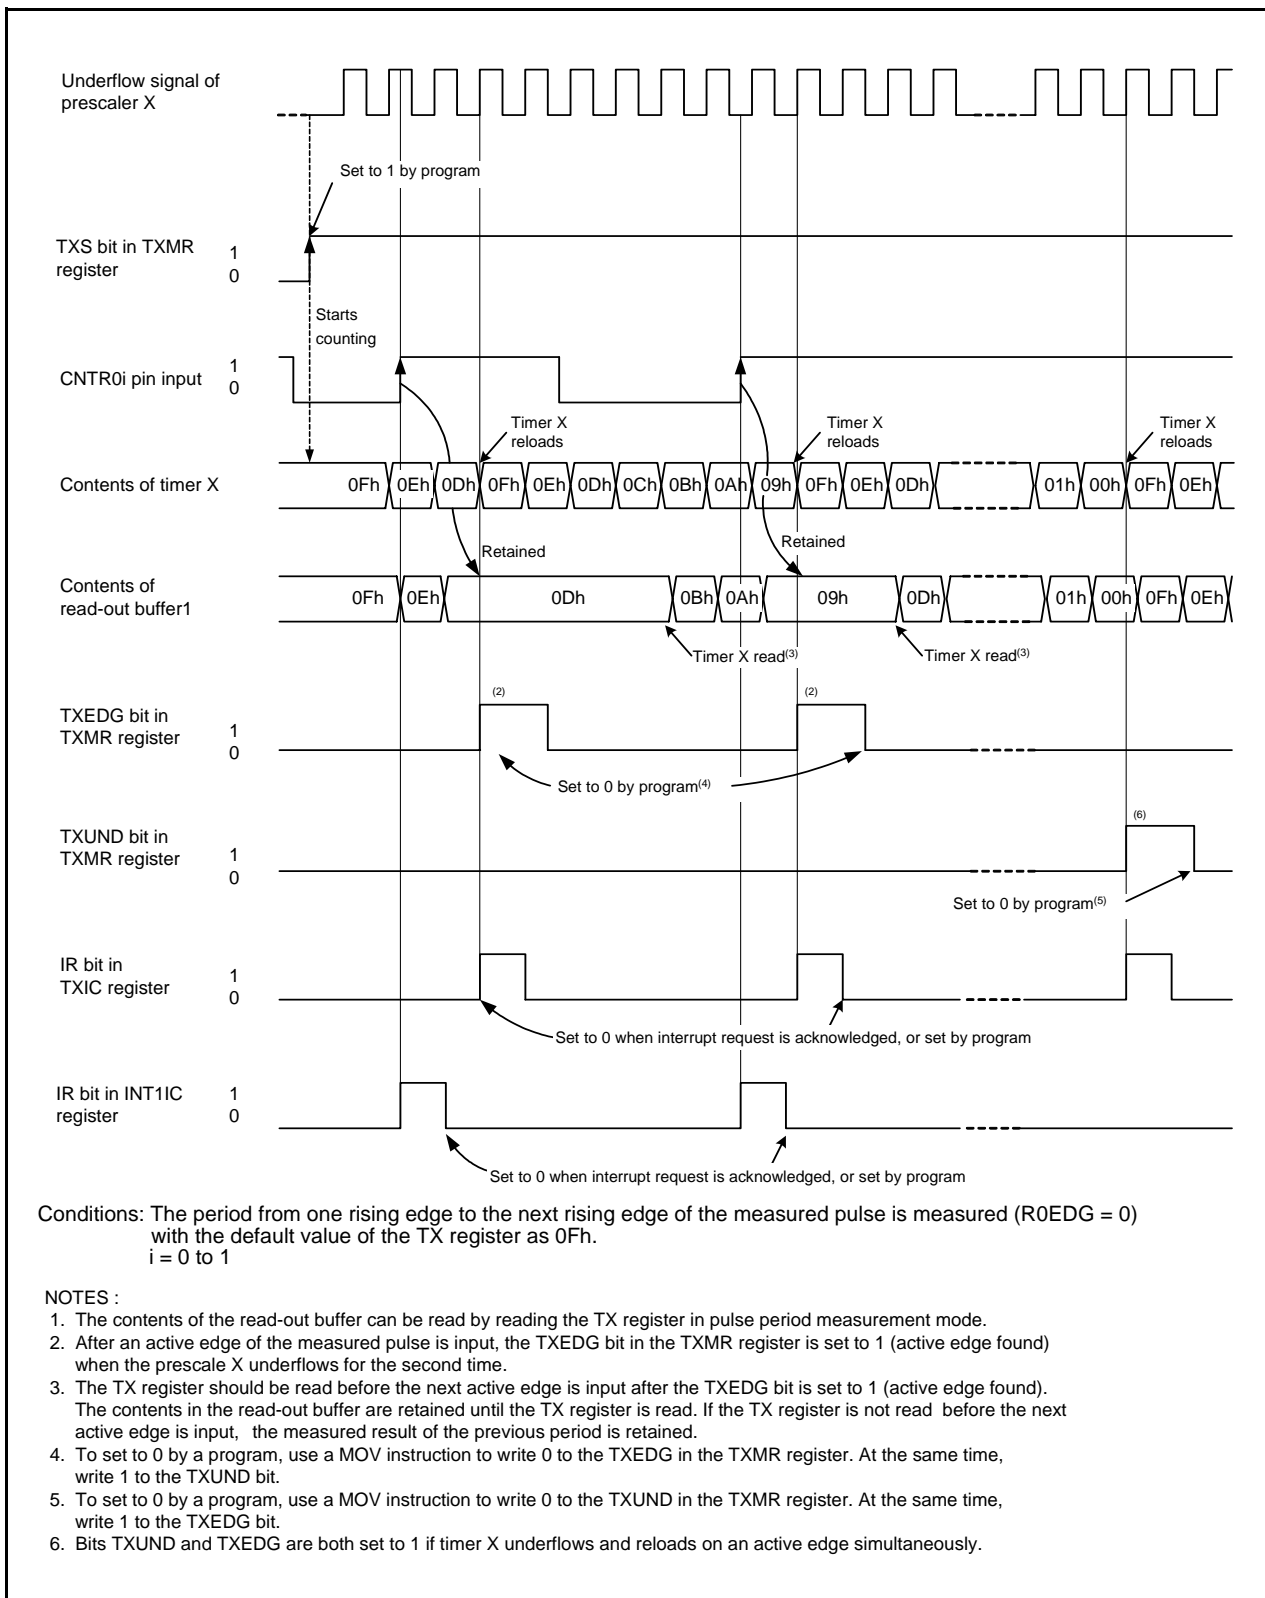 Underflow signal of
prescaler X
Set to 1 by program
TXS bit in TXMR
register
1
0
Starts
counting
CNTR0i pin input
1
0
Timer X
reloads
Timer X
reloads
Timer X
reloads
Contents of timer X
0Fh 0Eh 0Dh 0Fh 0Eh 0Dh 0Ch 0Bh 0Ah 09h 0Fh 0Eh 0Dh 01h 00h 0Fh 0Eh
Retained
Retained
Contents of
read-out buffer1
0Fh 0Eh 0Dh 0Bh 0Ah 09h 0Dh 01h 00h 0Fh 0Eh
Timer X read(3)
Timer X read(3)
(2)
(2)
TXEDG bit in
TXMR register
1
0
Set to 0 by program(4)
(6)
TXUND bit in
TXMR register
1
0
Set to 0 by program(5)
IR bit in
TXIC register
1
0
Set to 0 when interrupt request is acknowledged, or set by program
IR bit in INT1IC
register
1
0
Set to 0 when interrupt request is acknowledged, or set by program
Conditions: The period from one rising edge to the next rising edge of the measured pulse is measured (R0EDG = 0)
with the default value of the TX register as 0Fh.
i = 0 to 1
NOTES :
1. The contents of the read-out buffer can be read by reading the TX register in pulse period measurement mode.
2. After an active edge of the measured pulse is input, the TXEDG bit in the TXMR register is set to 1 (active edge found)
when the prescale X underflows for the second time.
3. The TX register should be read before the next active edge is input after the TXEDG bit is set to 1 (active edge found).
The contents in the read-out buffer are retained until the TX register is read. If the TX register is not read before the next
active edge is input, the measured result of the previous period is retained.
4. To set to 0 by a program, use a MOV instruction to write 0 to the TXEDG in the TXMR register. At the same time,
write 1 to the TXUND bit.
5. To set to 0 by a program, use a MOV instruction to write 0 to the TXUND in the TXMR register. At the same time,
write 1 to the TXEDG bit.
6. Bits TXUND and TXEDG are both set to 1 if timer X underflows and reloads on an active edge simultaneously.